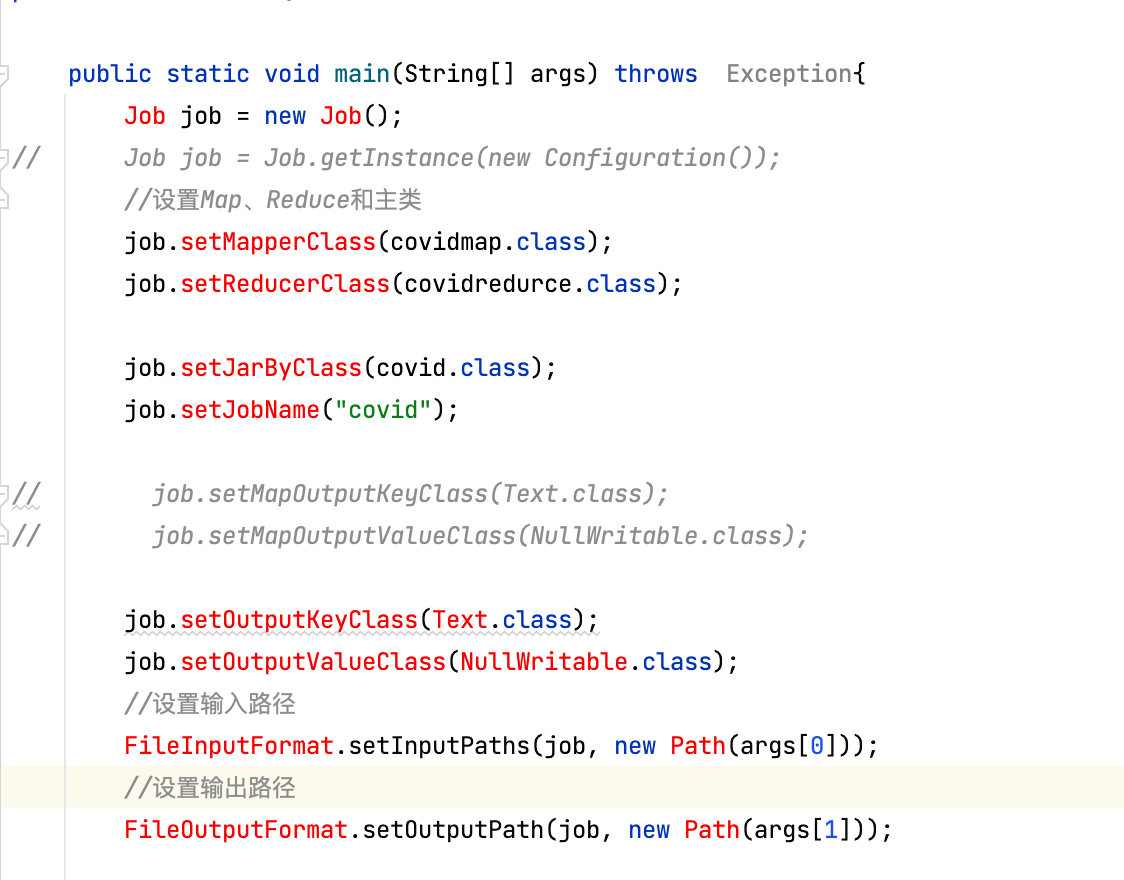 public static void main(String[] args) throws  Exception{
Job job = new Job();
//      Job job = Job.getInstance(new Configuration());
//设置Map、Reduce和主类
job.setMapperClass(covidmap.class);
job.setReducerClass(covidredurce.class);
job.setJarByClass(covid.class);
job.setJobName("covid");
//        job.setMapOutputKeyClass(Text.class);
//        job.setMapOutputValueClass(NullWritable.class);
job.setOutputKeyClass(Text.class);
job.setOutputValueClass(NullWritable.class);
//设置输入路径
FileInputFormat.setInputPaths(job, new Path(args[0]));
//设置输出路径
FileOutputFormat.setOutputPath(job, new Path(args[1]));